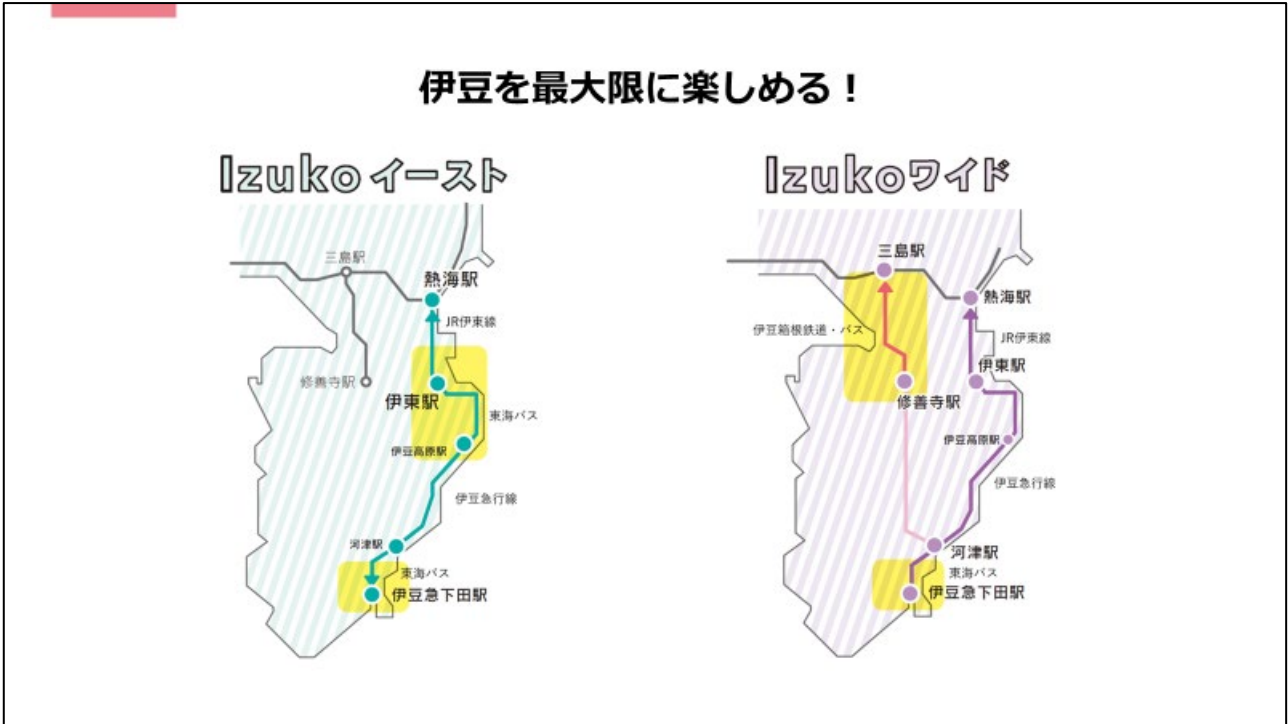 伊豆を最大限に楽しめる！
Izukoイースト
三島駅
熱海駅
JR伊東線
修善寺駅
伊東駅
東海バス
伊豆高原駅
伊豆急行線
河津駅
東海バス
伊豆急下田駅
Izukoワイド
三島駅
熱海駅
伊豆箱根鉄道・バス
JR伊東線
伊東駅
修善寺駅
伊豆高原駅
伊豆急行線
河津駅
東海バス
伊豆急下田駅